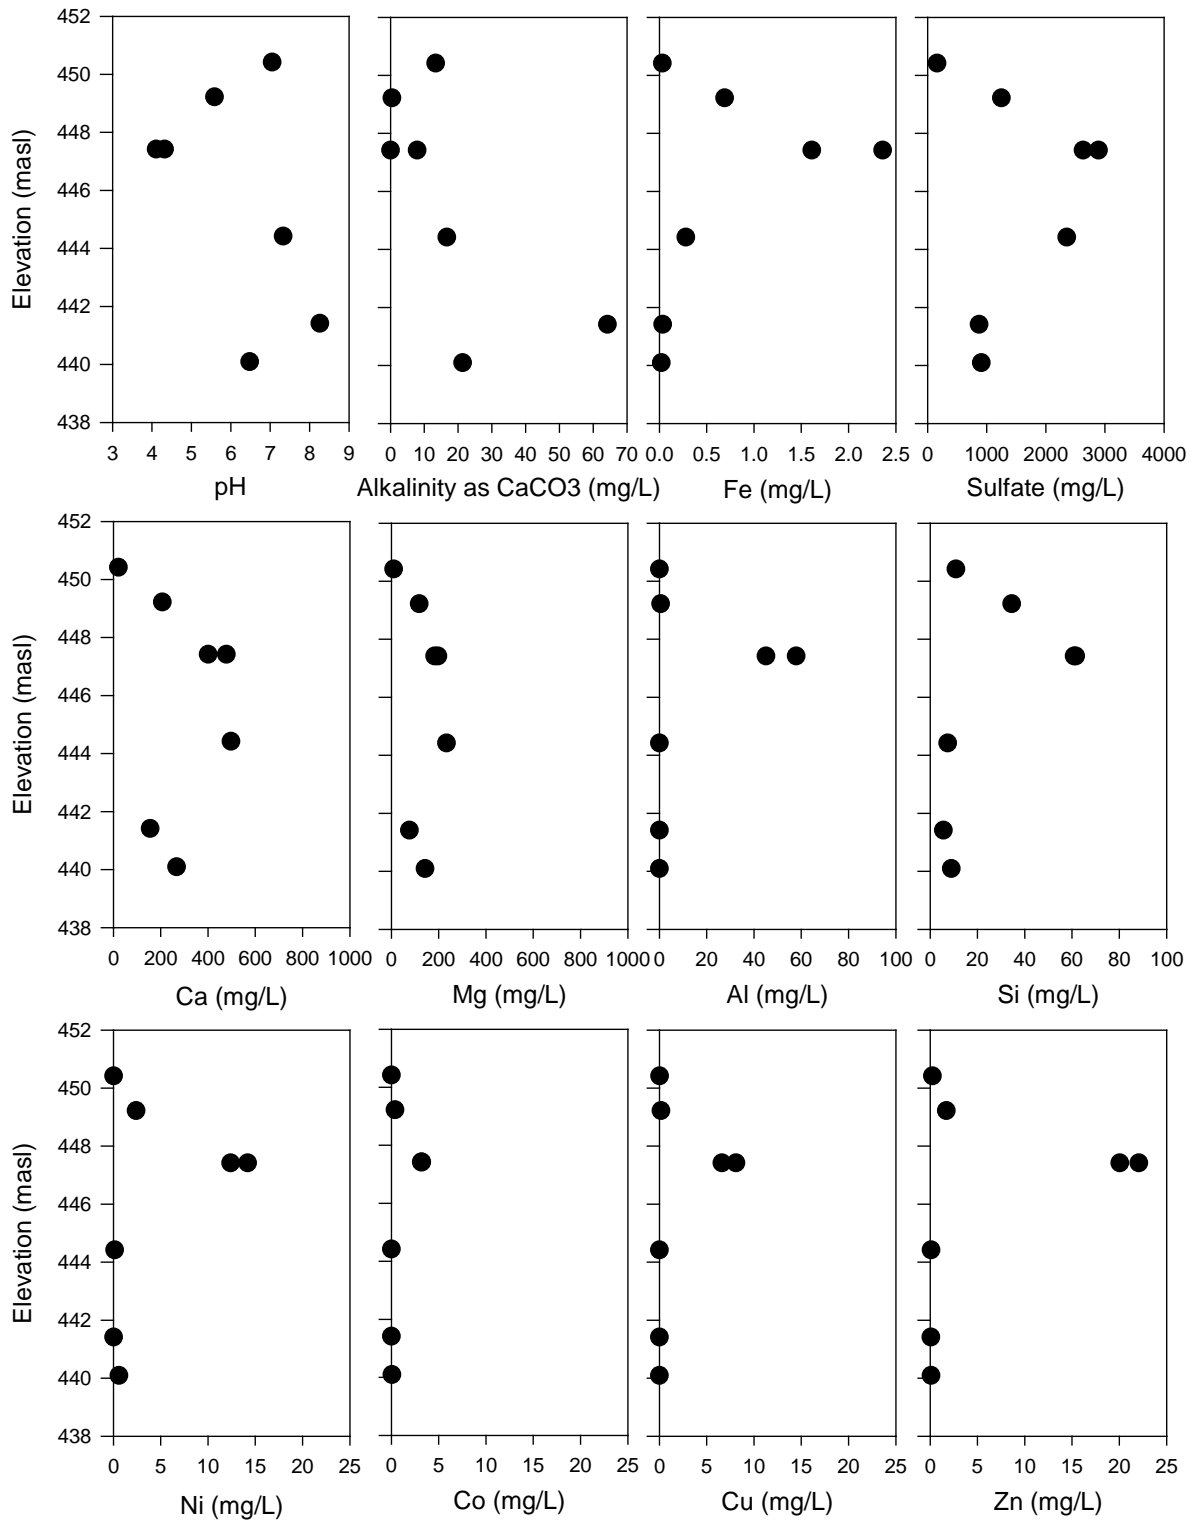 452
450
448
446
444
442
440
438
Elevation (masl)
3 4 5 6 7 8 9
pH
0 10 20 30 40 50 60 70
Alkalinity as CaCO3 (mg/L)
0.0 0.5 1.0 1.5 2.0 2.5
Fe (mg/L)
0 1000 2000 3000 4000
Sulfate (mg/L)
452
450
448
446
444
442
440
438
Elevation (masl)
0 200 400 600 800 1000
Ca (mg/L)
0 200 400 600 800 1000
Mg (mg/L)
0 20 40 60 80 100
Al (mg/L)
0 20 40 60 80 100
Si (mg/L)
452
450
448
446
444
442
440
438
Elevation (masl)
0 5 10 15 20 25
Ni (mg/L)
0 5 10 15 20 25
Co (mg/L)
0 5 10 15 20 25
Cu (mg/L)
0 5 10 15 20 25
Zn (mg/L)